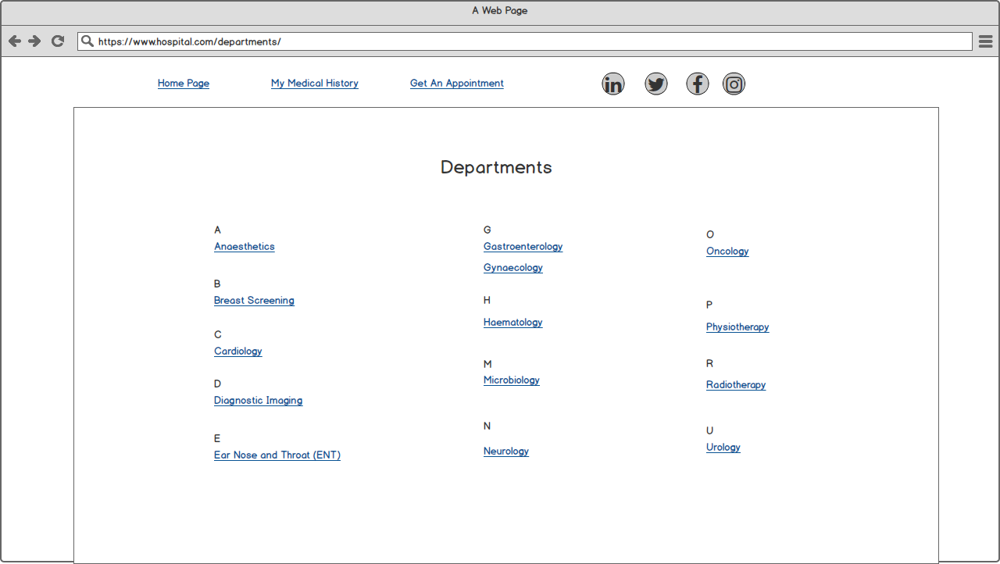 A Web Page
https://www.hospital.com/departments/
Home Page
My Medical History
Get An Appointment
in
Departments
A
Anaesthetics
B
Breast Screening
C
Cardiology
D
Diagnostic Imaging
E
Ear Nose and Throat (ENT)
G
Gastroenterology
Gynaecology
H
Haematology
M
Microbiology
N
Neurology
O
Oncology
P
Physiotherapy
R
Radiotherapy
U
Urology